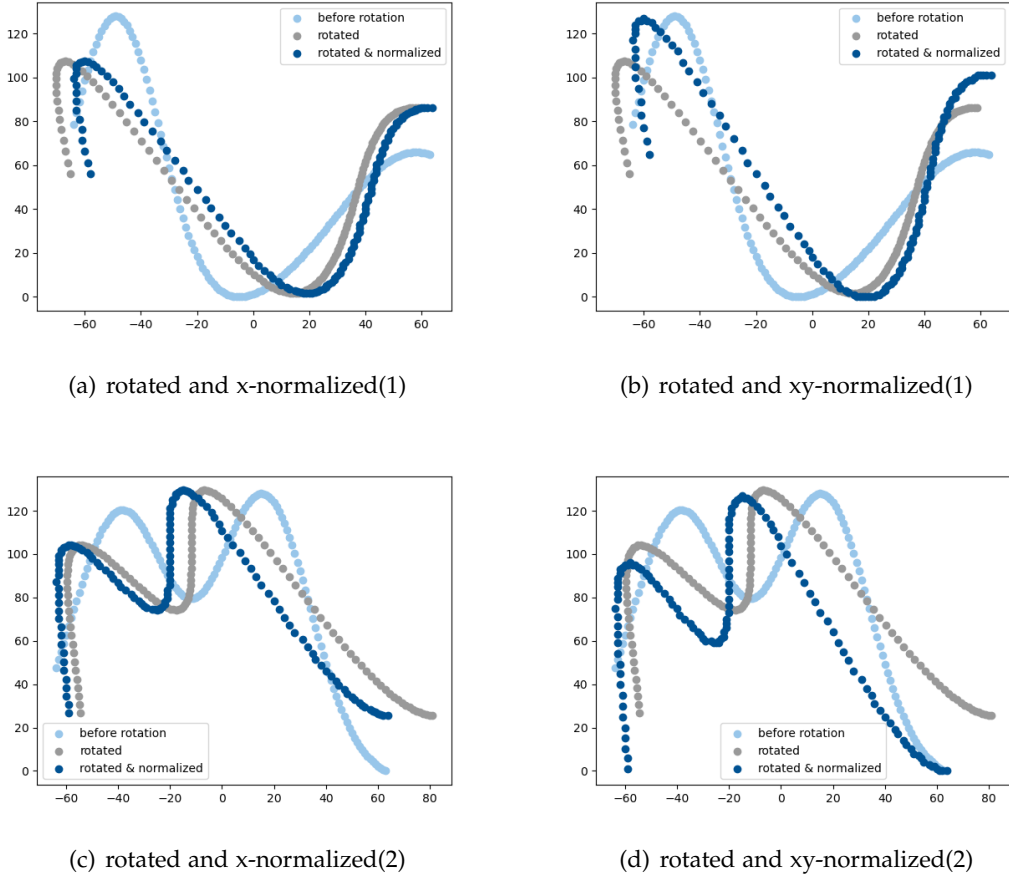 120
100
80
60
40
20
0
−60 −40 −20 0 20 40 60
before rotation
rotated
rotated & normalized
(a) rotated and x-normalized(1)
120
100
80
60
40
20
0
−60 −40 −20 0 20 40 60
before rotation
rotated
rotated & normalized
(b) rotated and xy-normalized(1)
120
100
80
60
40
20
0
−60 −40 −20 0 20 40 60 80
before rotation
rotated
rotated & normalized
(c) rotated and x-normalized(2)
120
100
80
60
40
20
0
−60 −40 −20 0 20 40 60 80
before rotation
rotated
rotated & normalized
(d) rotated and xy-normalized(2)